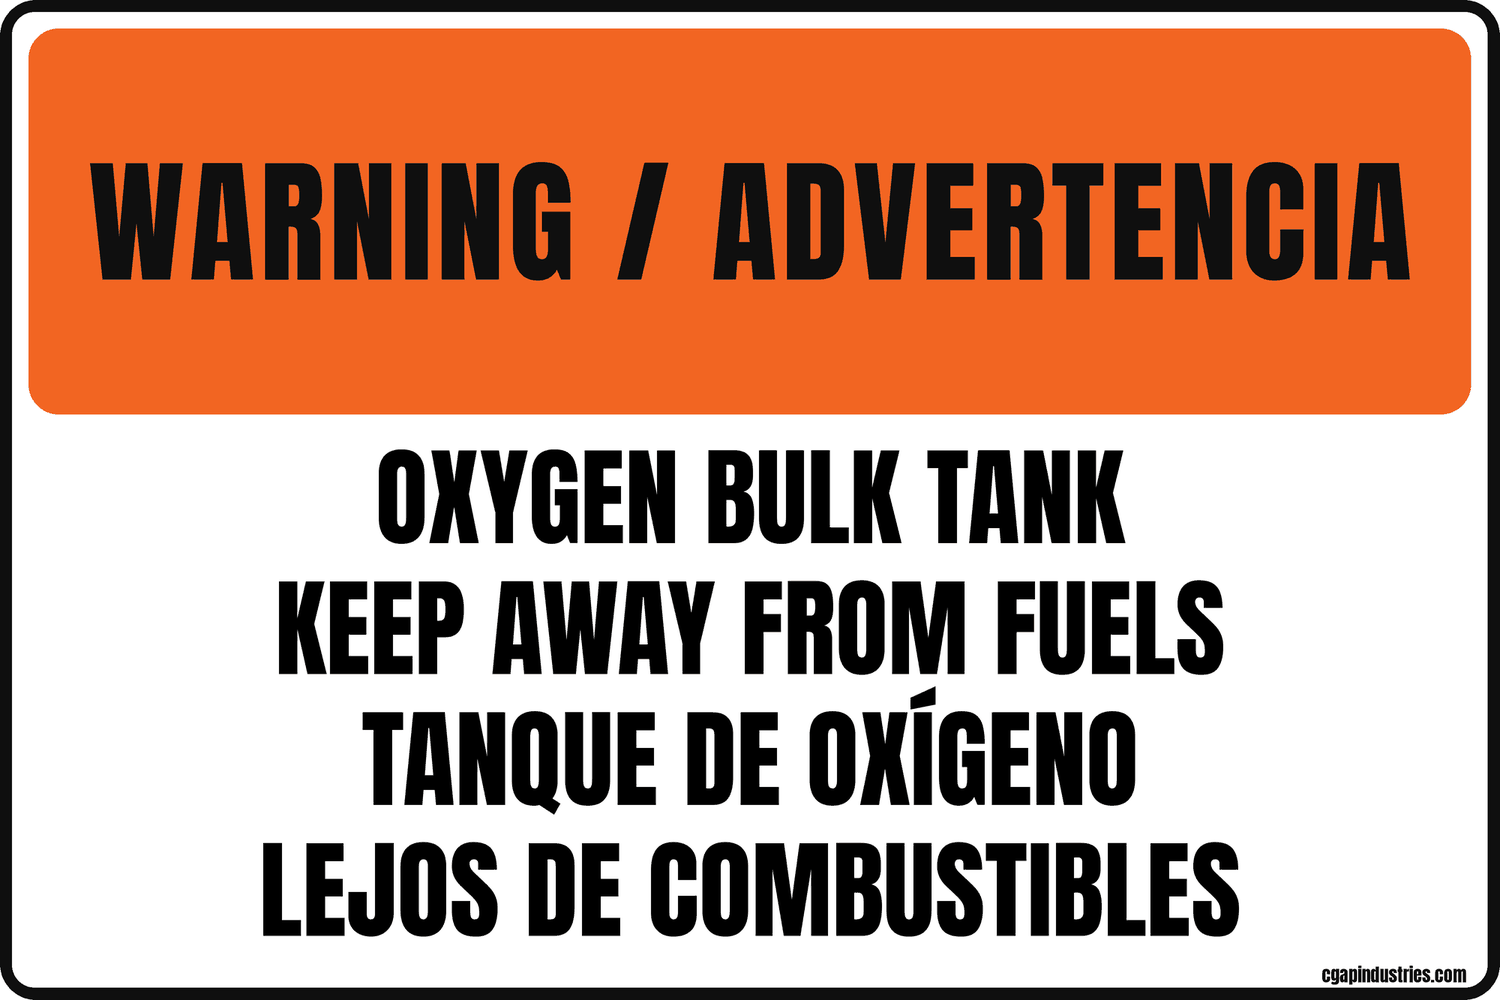 WARNING / ADVERTENCIA
OXYGEN BULK TANK
KEEP AWAY FROM FUELS
TANQUE DE OXÍGENO
LEJOS DE COMBUSTIBLES
cgapindustries.com